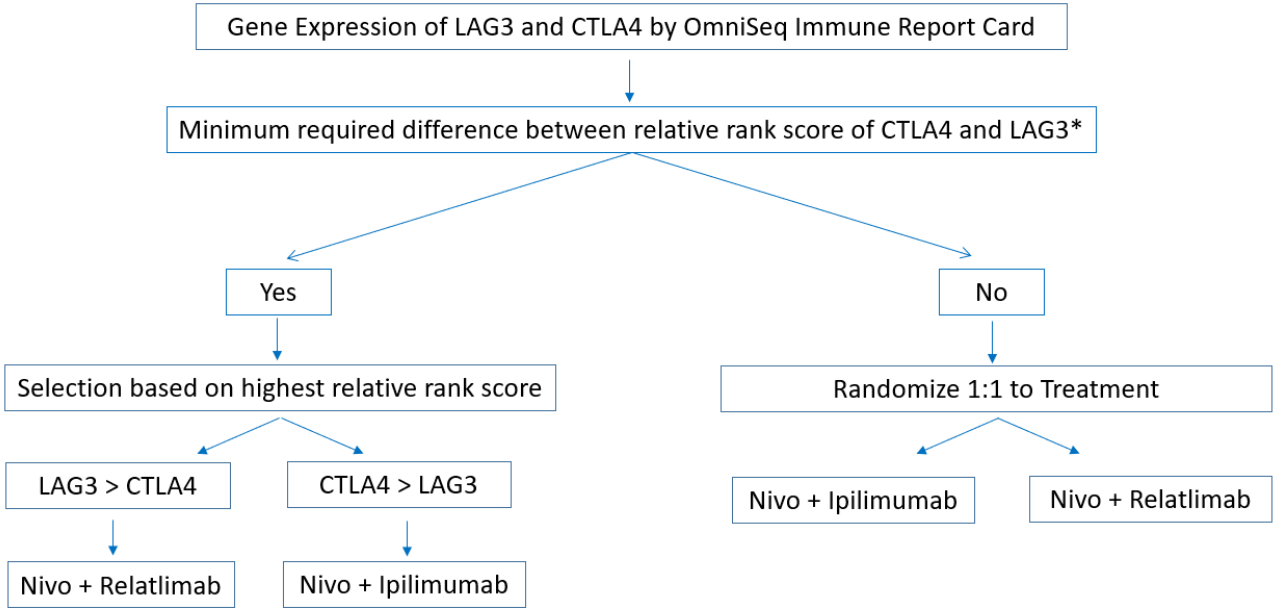 Gene Expression of LAG3 and CTLA4 by OmniSeq Immune Report Card
Minimum required difference between relative rank score of CTLA4 and LAG3*
Yes
No
Selection based on highest relative rank score
Randomize 1:1 to Treatment
LAG3 > CTLA4
CTLA4 > LAG3
Nivo + Ipilimumab
Nivo + Relatlimab
Nivo + Relatlimab
Nivo + Ipilimumab